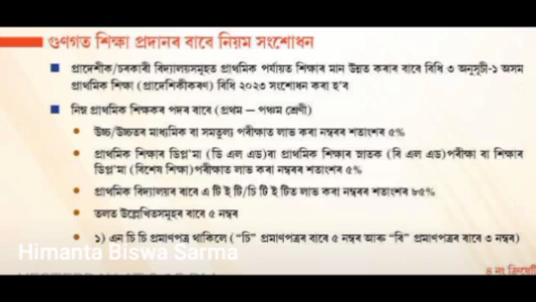 গুণগত শিক্ষা প্ৰদানৰ বাবে নিয়ম সংশোধন
প্ৰাদেশীক/চৰকাৰী বিদ্যালয়সমূহত প্ৰাথমিক পৰ্যায়ত শিক্ষাৰ মান উন্নত কৰাৰ বাবে বিধি ৩ অনুসূচী-১ অসম
প্ৰাথমিক শিক্ষা (প্ৰাদেশিকীকৰণ) বিধি ২০২৩ সংশোধন কৰা হ'ব
নিম্ন প্ৰাথমিক শিক্ষকৰ পদৰ বাবে (প্ৰথম – পঞ্চম শ্ৰেণী)
উচ্চ/উচ্চতৰ মাধ্যমিক বা সমতুল্য পৰীক্ষাত লাভ কৰা নম্বৰৰ শতাংশৰ ৫%
প্ৰাথমিক শিক্ষাৰ ডিপ্লমা (ডি এল এড)বা প্ৰাথমিক শিক্ষাৰ স্নাতক (বি এল এড)পৰীক্ষা বা শিক্ষাৰ
ডিপ্ল'মা (বিশেষ শিক্ষা)পৰীক্ষাত লাভ কৰা নম্বৰৰ শতাংশৰ ৫%
প্ৰাথমিক বিদ্যালয়ৰ বাবে এ টি ই টি/চি টি ই টিত লাভ কৰা নম্বৰৰ শতাংশৰ ৮৫%
তলত উল্লেখিতসমূহৰ বাবে ৫ নম্বৰ
১) এন চি চি প্ৰমাণপত্ৰ থাকিলে ("চি" প্ৰমাণপত্ৰৰ বাবে ৫ নম্বৰ আৰু "বি" প্ৰমাণপত্ৰৰ বাবে ৩ নম্বৰ)
Himanta Biswa Sarma